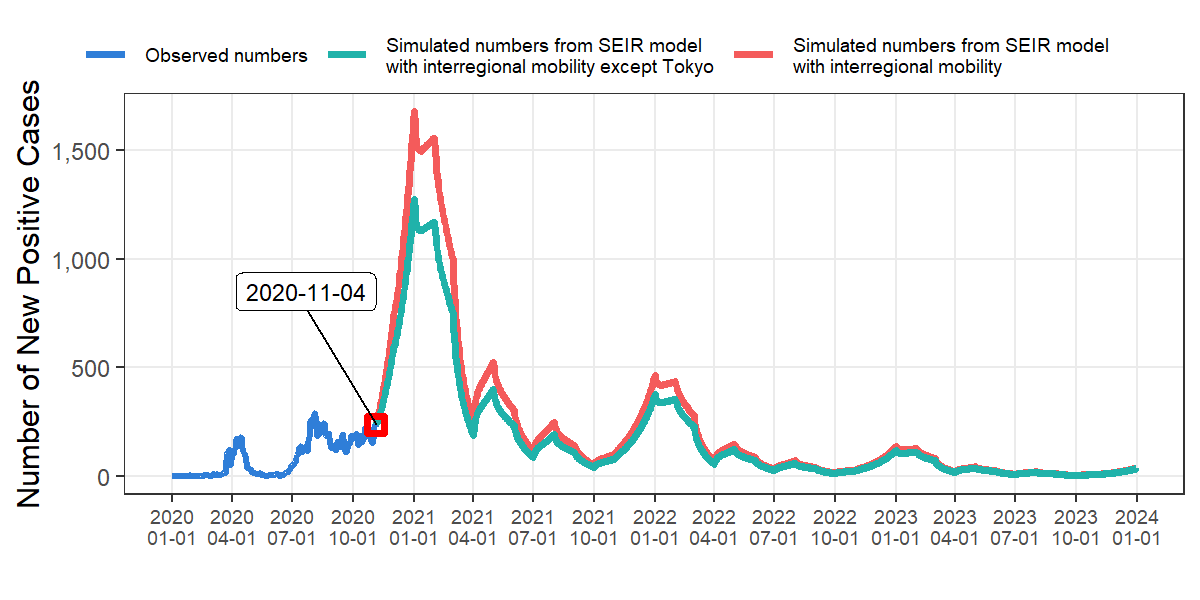 Observed numbers
Simulated numbers from SEIR model
with interregional mobility except Tokyo
Simulated numbers from SEIR model
with interregional mobility
Number of New Positive Cases
1,500
1,000
500
0
2020-11-04
2020 2020 2020 2020 2021 2021 2021 2021 2022 2022 2022 2022 2023 2023 2023 2023 2024
01-01 04-01 07-01 10-01 01-01 04-01 07-01 10-01 01-01 04-01 07-01 10-01 01-01 04-01 07-01 10-01 01-01